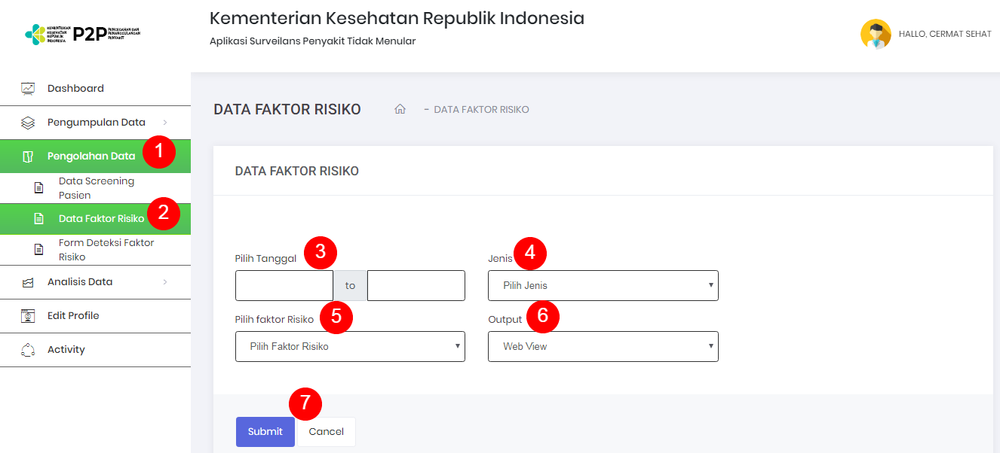 Kementerian Kesehatan Republik Indonesia
Aplikasi Surveilans Penyakit Tidak Menular
KEMENTERIAN
KESEHATAN
REPUBLIK
INDONESIA
P2P
PENCEGAHAN DAN
PENANGGULANGAN
PENYAKIT
HALLO, CERMAT SEHAT
Dashboard
Pengumpulan Data
Pengolahan Data 1
Data Screening
Pasien
Data Faktor Risiko 2
Form Deteksi Faktor
Risiko
Analisis Data
Edit Profile
Activity
DATA FAKTOR RISIKO – DATA FAKTOR RISIKO
DATA FAKTOR RISIKO
Pilih Tanggal 3
to
Jenis 4
Pilih Jenis
Pilih faktor Risiko 5
Pilih Faktor Risiko
Output 6
Web View
7
Submit Cancel